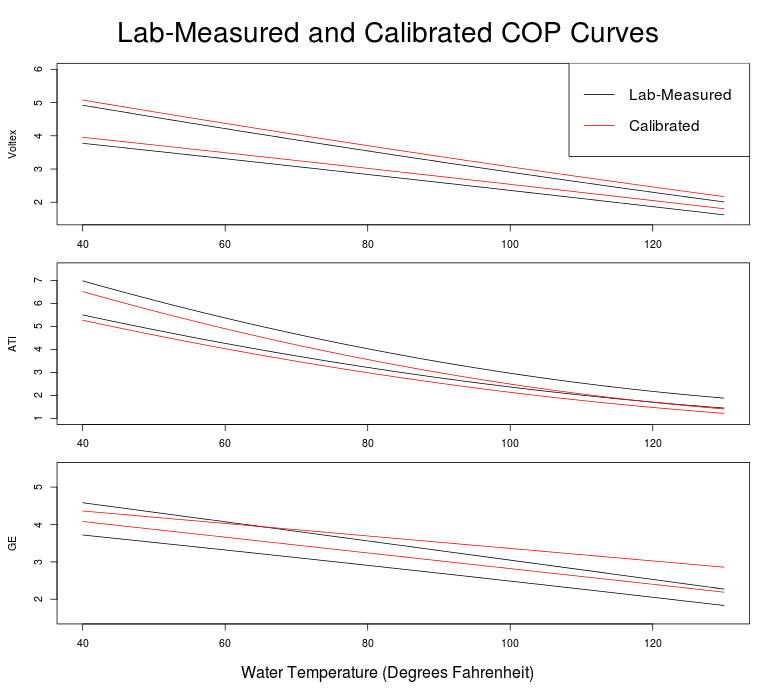 Lab-Measured and Calibrated COP Curves
Voltex
6
5
4
3
2
Lab-Measured
Calibrated
40 60 80 100 120
ATI
7
6
5
4
3
2
1
40 60 80 100 120
GE
5
4
3
2
40 60 80 100 120
Water Temperature (Degrees Fahrenheit)